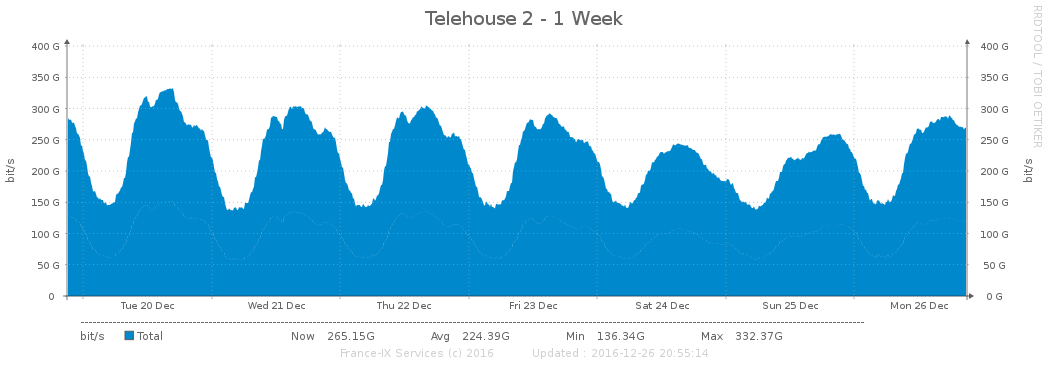 Telehouse 2 - 1 Week
RRDTOOL / TOBI OETIKER
400 G 400 G
350 G 350 G
300 G 300 G
250 G 250 G
200 G 200 G
150 G 150 G
100 G 100 G
50 G 50 G
0 0 G
bit/s
bit/s
Tue 20 Dec Wed 21 Dec Thu 22 Dec Fri 23 Dec Sat 24 Dec Sun 25 Dec Mon 26 Dec
bit/s Total Now 265.15G Avg 224.39G Min 136.34G Max 332.37G
France-IX Services (c) 2016 Updated : 2016-12-26 20:55:14